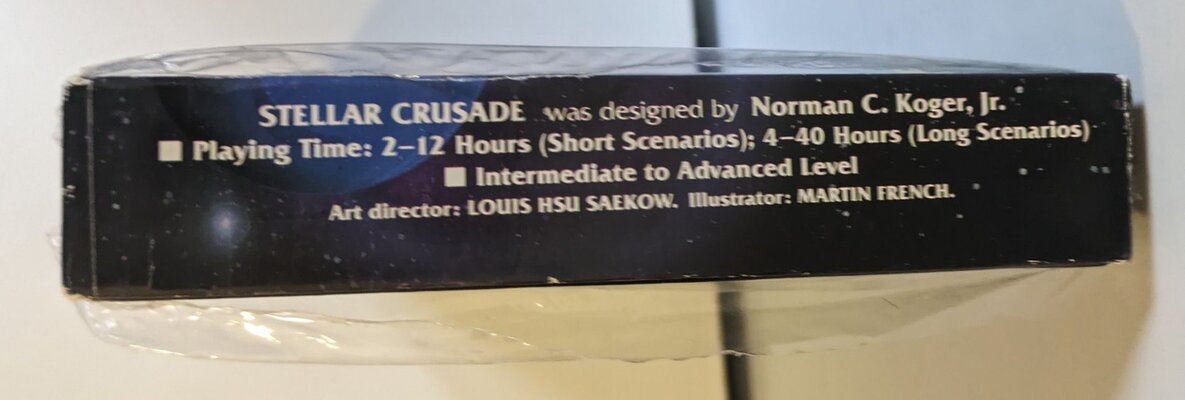 STELLAR CRUSADE was designed by Norman C. Koger, Jr.
■ Playing Time: 2–12 Hours (Short Scenarios); 4–40 Hours (Long Scenarios)
■ Intermediate to Advanced Level
Art director: LOUIS HSU SAEKOW. Illustrator: MARTIN FRENCH.